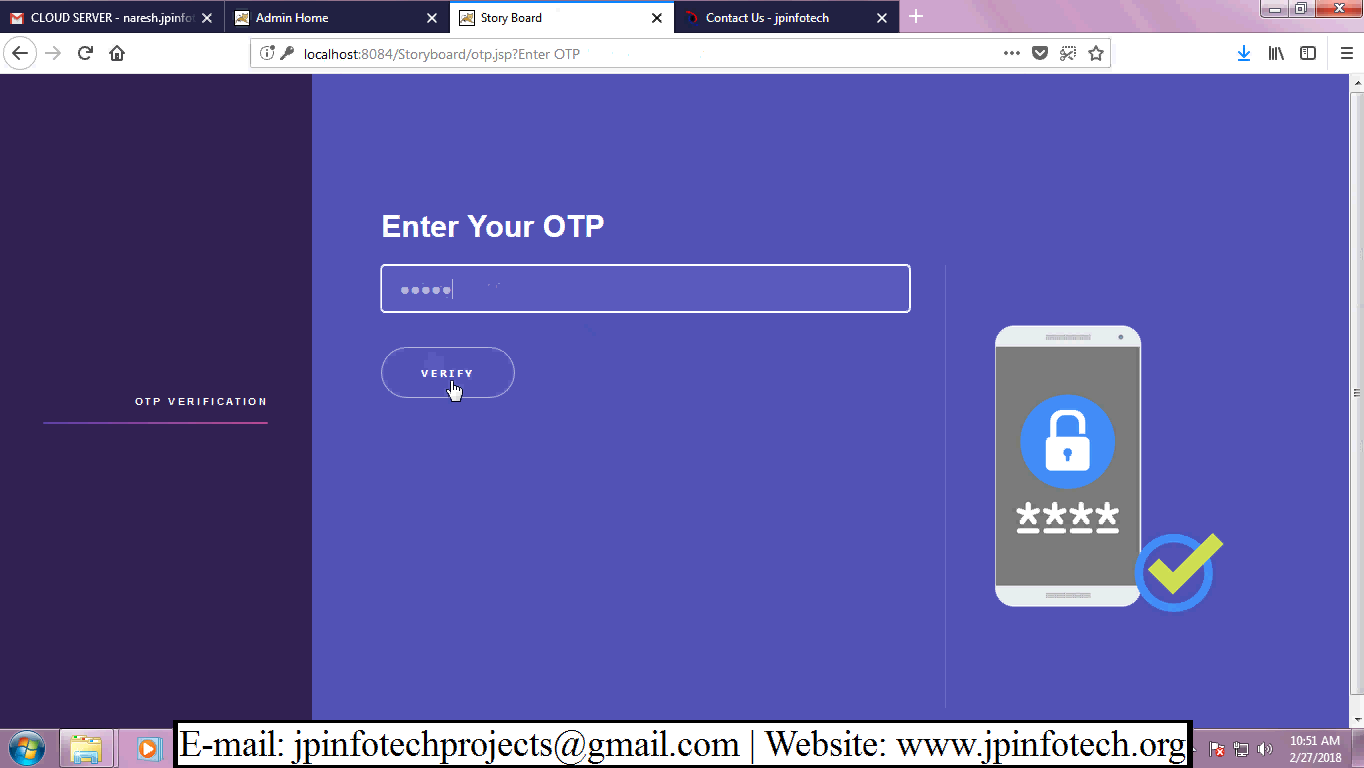 CLOUD SERVER - naresh.jpinfot
Admin Home
Story Board
Contact Us - jpinfotech
localhost:8084/Storyboard/otp.jsp?Enter OTP
Enter Your OTP
VERIFY
OTP VERIFICATION
****
E-mail: jpinfotechprojects@gmail.com | Website: www.jpinfotech.org
10:51 AM
2/27/2018